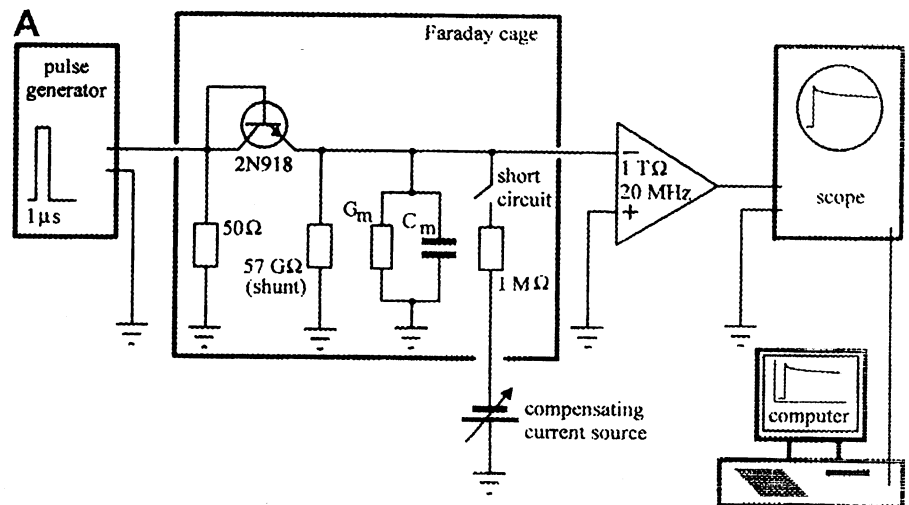 A
pulse
generator
1µs
Faraday cage
2N918
50Ω
57 GΩ
(shunt)
Gm
Cm
short
circuit
1 MΩ
compensating
current source
−
1 TΩ
20 MHz
+
scope
computer